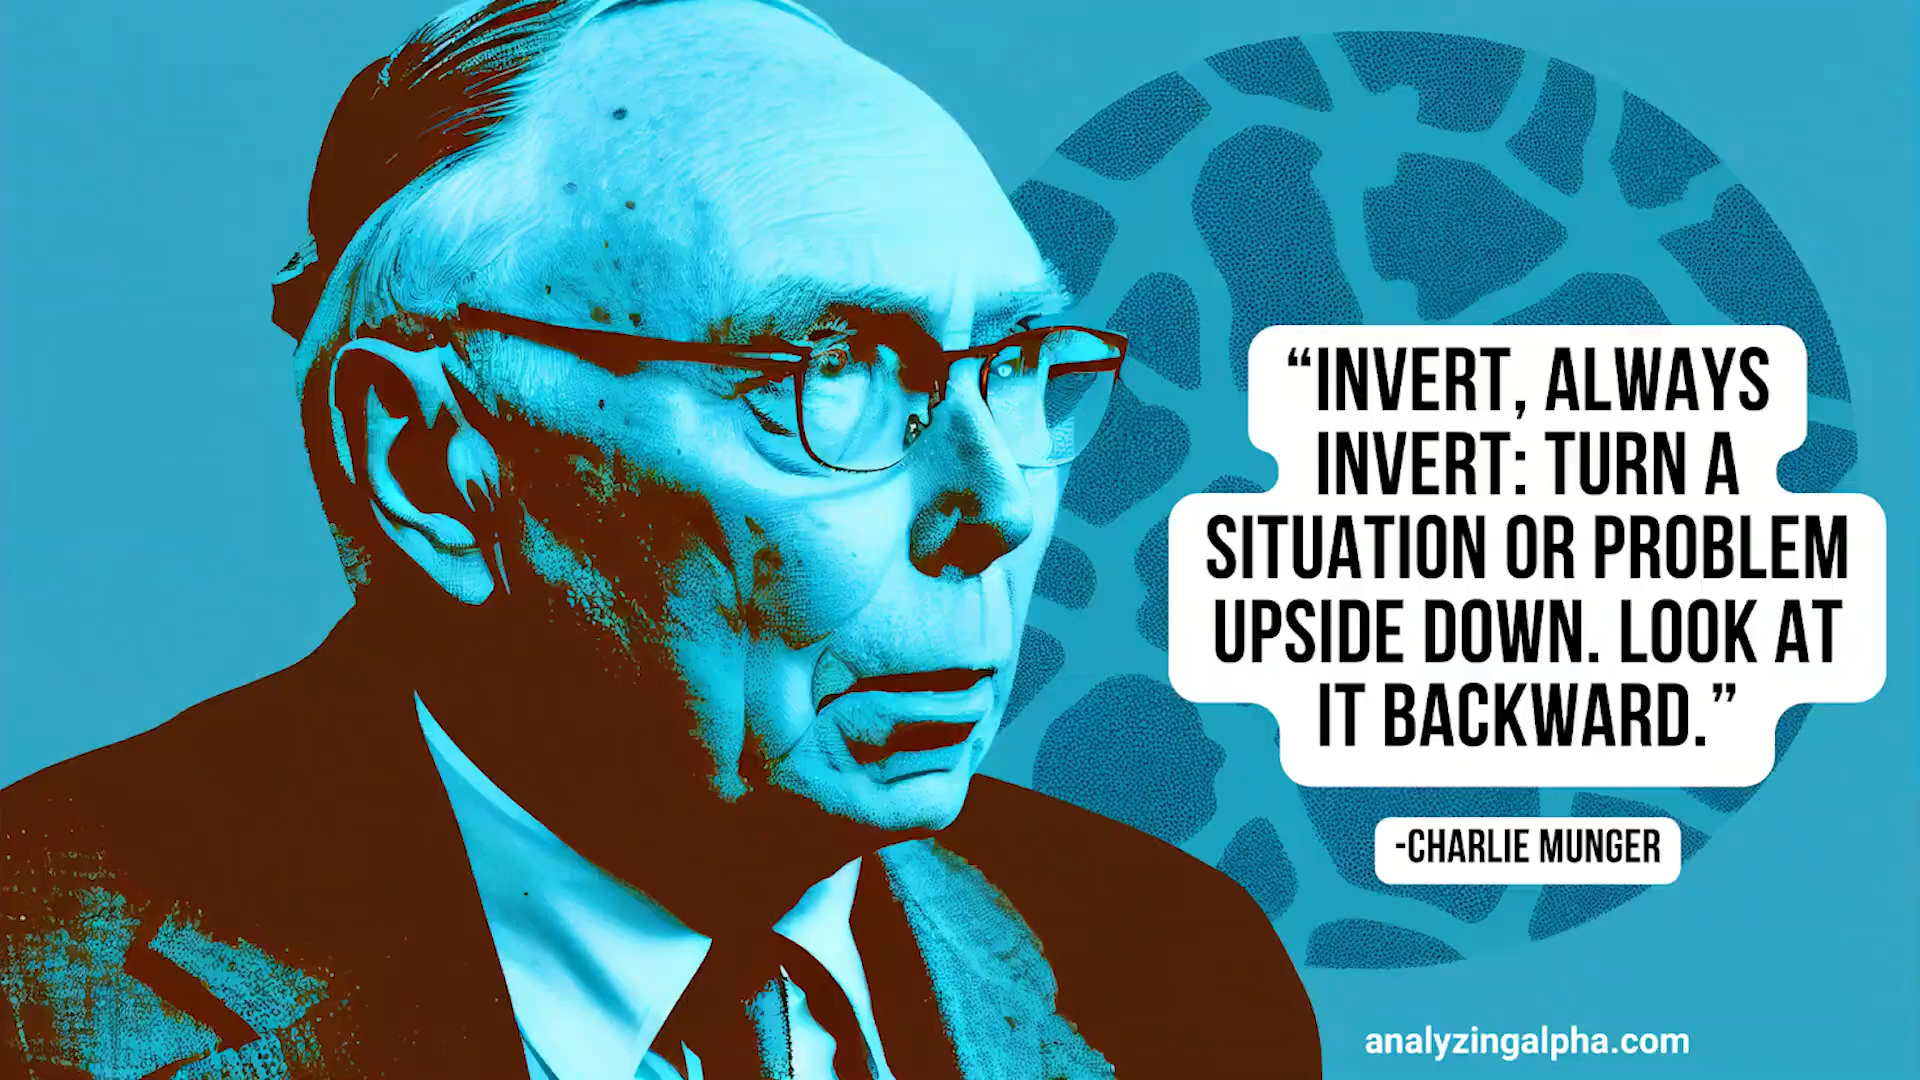 “INVERT, ALWAYS
INVERT: TURN A
SITUATION OR PROBLEM
UPSIDE DOWN. LOOK AT
IT BACKWARD.”
-CHARLIE MUNGER
analyzingalpha.com